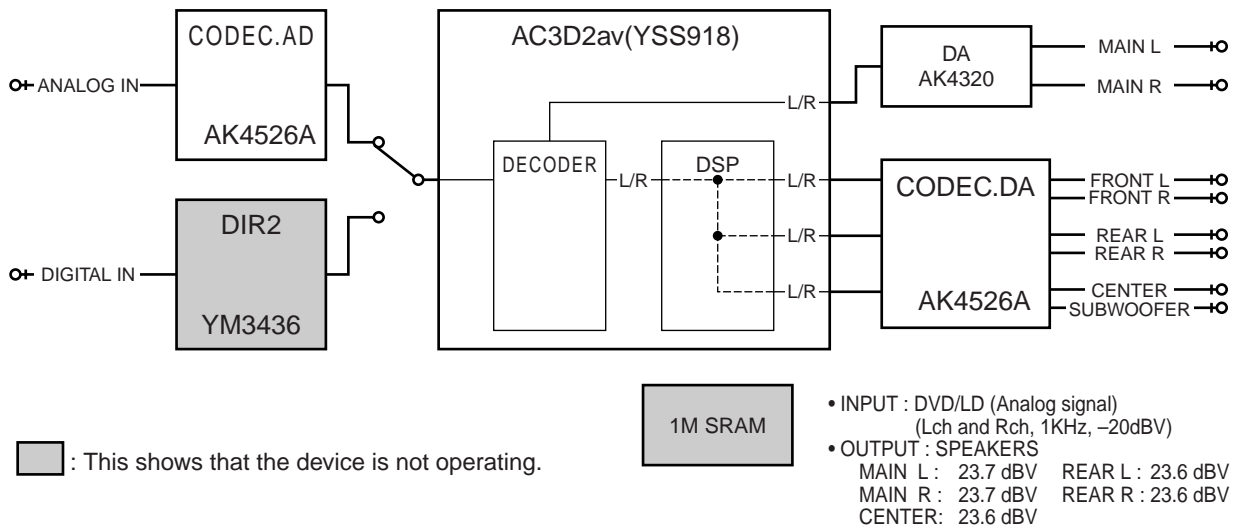 CODEC.AD
AK4526A
ANALOG IN
DIR2
YM3436
DIGITAL IN
AC3D2av(YSS918)
DECODER
L/R
DSP
L/R
L/R
L/R
L/R
DA
AK4320
MAIN L
MAIN R
CODEC.DA
AK4526A
FRONT L
FRONT R
REAR L
REAR R
CENTER
SUBWOOFER
: This shows that the device is not operating.
1M SRAM
• INPUT : DVD/LD (Analog signal)
(Lch and Rch, 1KHz, –20dBV)
• OUTPUT : SPEAKERS
MAIN L : 23.7 dBV REAR L : 23.6 dBV
MAIN R : 23.7 dBV REAR R : 23.6 dBV
CENTER: 23.6 dBV